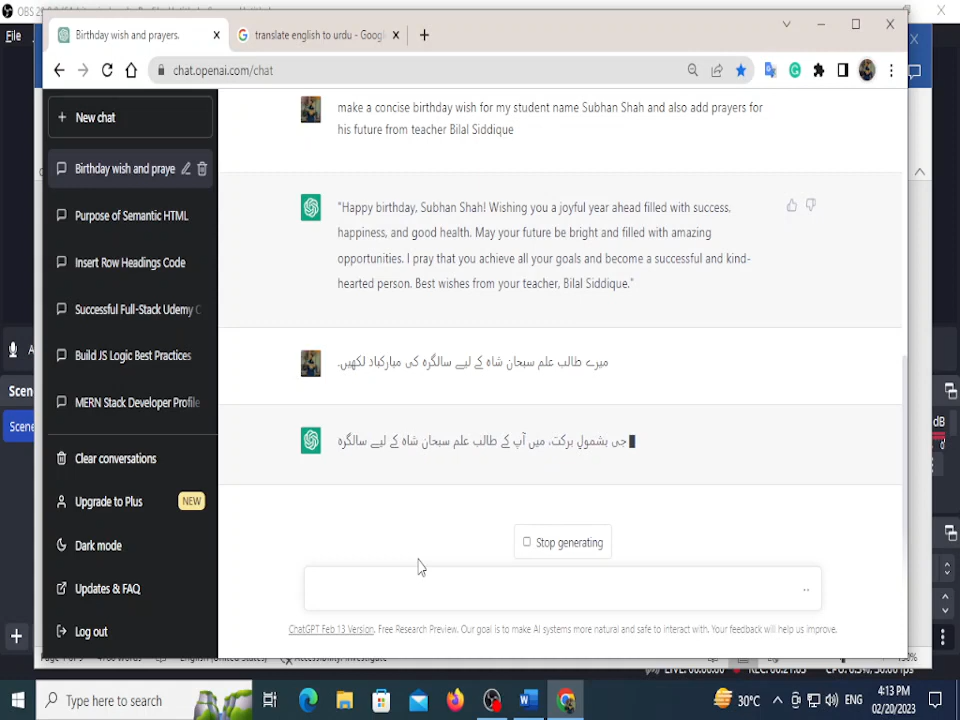 OBS 2
File
Birthday wish and prayers.
translate english to urdu - Goog
chat.openai.com/chat
New chat
Birthday wish and praye
Purpose of Semantic HTML
Insert Row Headings Code
Successful Full-Stack Udemy C
Build JS Logic Best Practices
MERN Stack Developer Profile
Clear conversations
Upgrade to Plus NEW
Dark mode
Updates & FAQ
Log out
make a concise birthday wish for my student name Subhan Shah and also add prayers for
his future from teacher Bilal Siddique
"Happy birthday, Subhan Shah! Wishing you a joyful year ahead filled with success,
happiness, and good health. May your future be bright and filled with amazing
opportunities. I pray that you achieve all your goals and become a successful and kind-
hearted person. Best wishes from your teacher, Bilal Siddique."
میرے طالب علم سبحان شاہ کے لیے سالگرہ کی مبارکباد لکھیں.
جی بشمولِ برکت، میں آپ کے طالب علم سبحان شاہ کے لیے سالگرہ
Stop generating
ChatGPT Feb 13 Version. Free Research Preview. Our goal is to make AI systems more natural and safe to interact with. Your feedback will help us improve.
A
Scen
Scene
dB
Type here to search
30°C
ENG
4:13 PM
02/20/2023